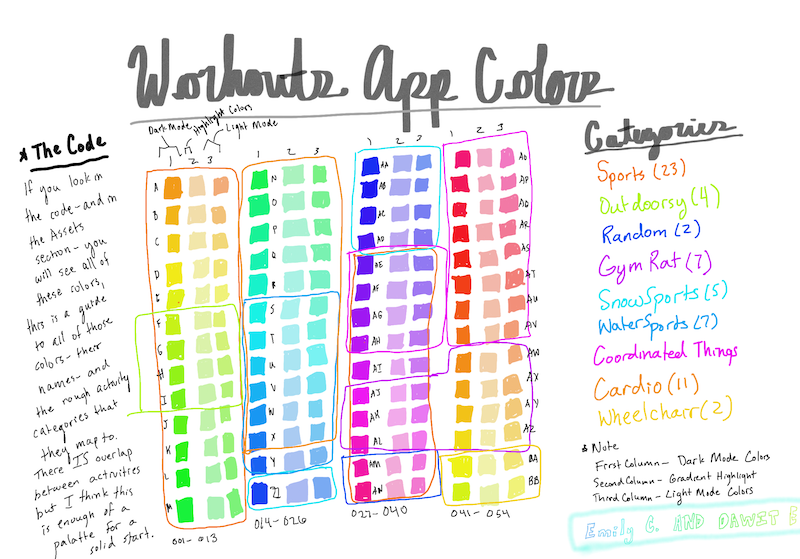 Workouts App Colors
* The Code
If you look in
the code-and in
the Assets
section- you
will see all of
these colors,
this is a guide
to all of those
colors- their
names- and
the rough activity
categories that
they map to.
There IS overlap
between activities
but I think this
is enough of a
palatte for a
solid start.
Dark Mode
Highlight Colors
Light Mode
1 2 3
A
B
C
D
E
F
G
H
I
J
K
L
M
001-013
1 2 3
N
O
P
Q
R
S
T
U
V
W
X
Y
Z
014-026
1 2 3
AA
AB
AC
AD
AE
AF
AG
AH
AI
AJ
AK
AL
AM
AN
027-040
1 2 3
AO
AP
AQ
AR
AS
AT
AU
AV
AW
AX
AY
AZ
BA
BB
041-054
Categories
Sports (23)
Outdoorsy (4)
Random (2)
Gym Rat (7)
SnowSports (5)
WaterSports (7)
Coordinated Things
Cardio (11)
Wheelchair (2)
* Note
First Column- Dark Mode Colors
Second Column- Gradient Highlight
Third Column- Light Mode Colors
Emily G. AND DAWIT E